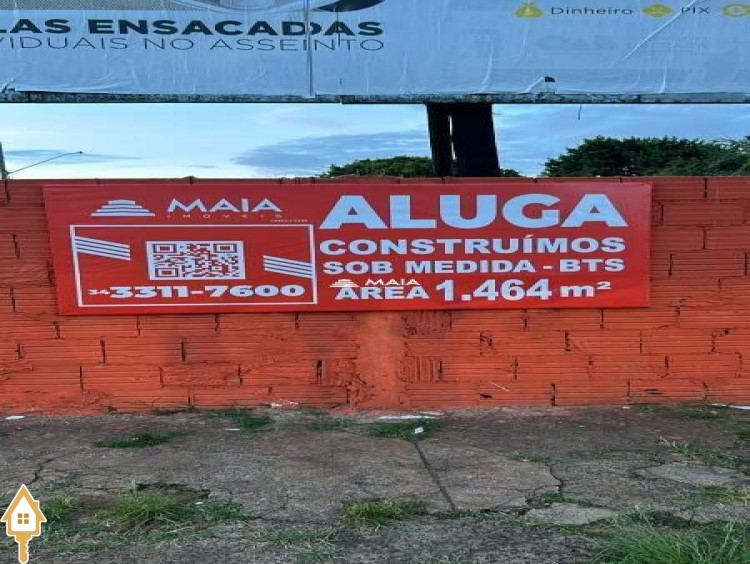 LAS ENSACADAS
VIDUAIS NO ASSEINTO
Dinheiro
PIX
MAIA
IMÓVEIS
34 3311-7600
ALUGA
CONSTRUÍMOS
SOB MEDIDA - BTS
MAIA
ÁREA 1.464 m²